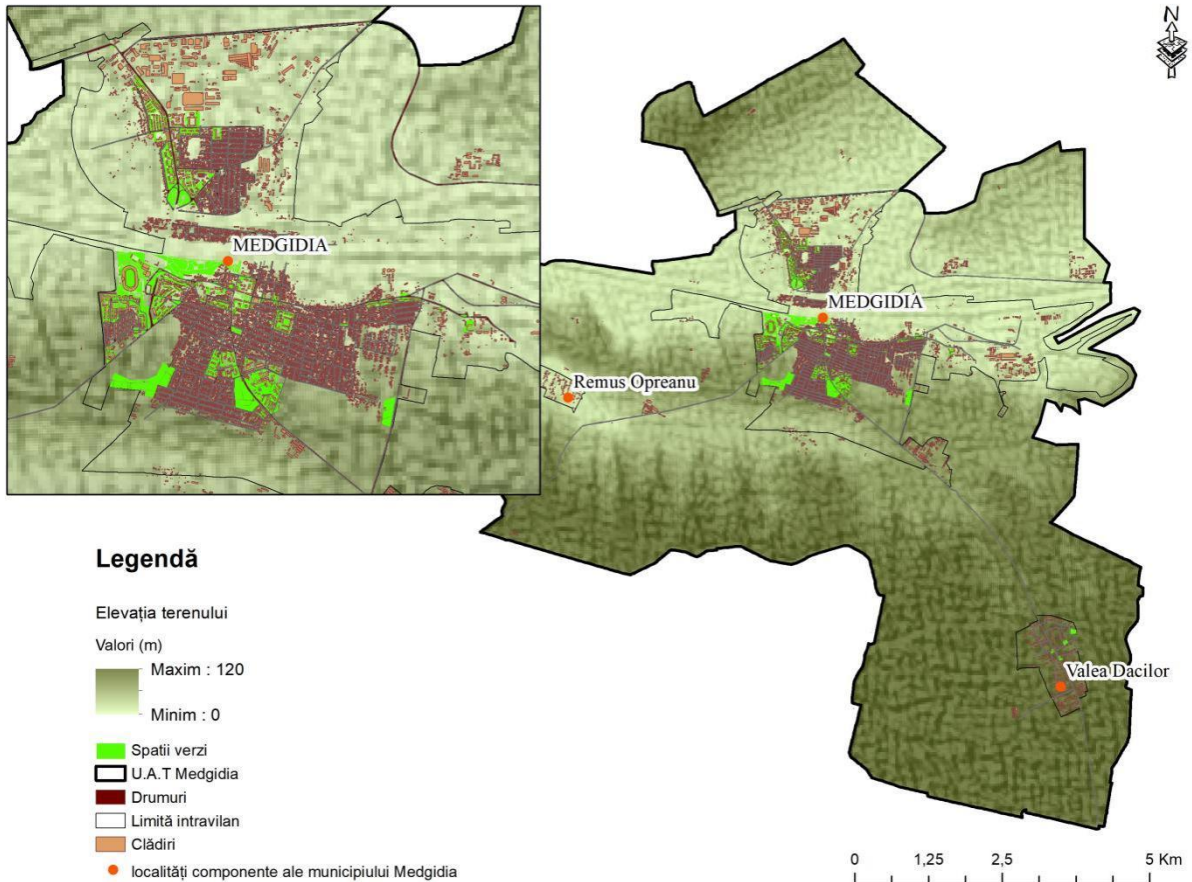 N
MEDGIDIA
MEDGIDIA
Remus Opreanu
Valea Dacilor
Legendă
Elevația terenului
Valori (m)
Maxim : 120
Minim : 0
Spatii verzi
U.A.T Medgidia
Drumuri
Limită intravilan
Clădiri
localități componente ale municipiului Medgidia
0 1,25 2,5 5 Km